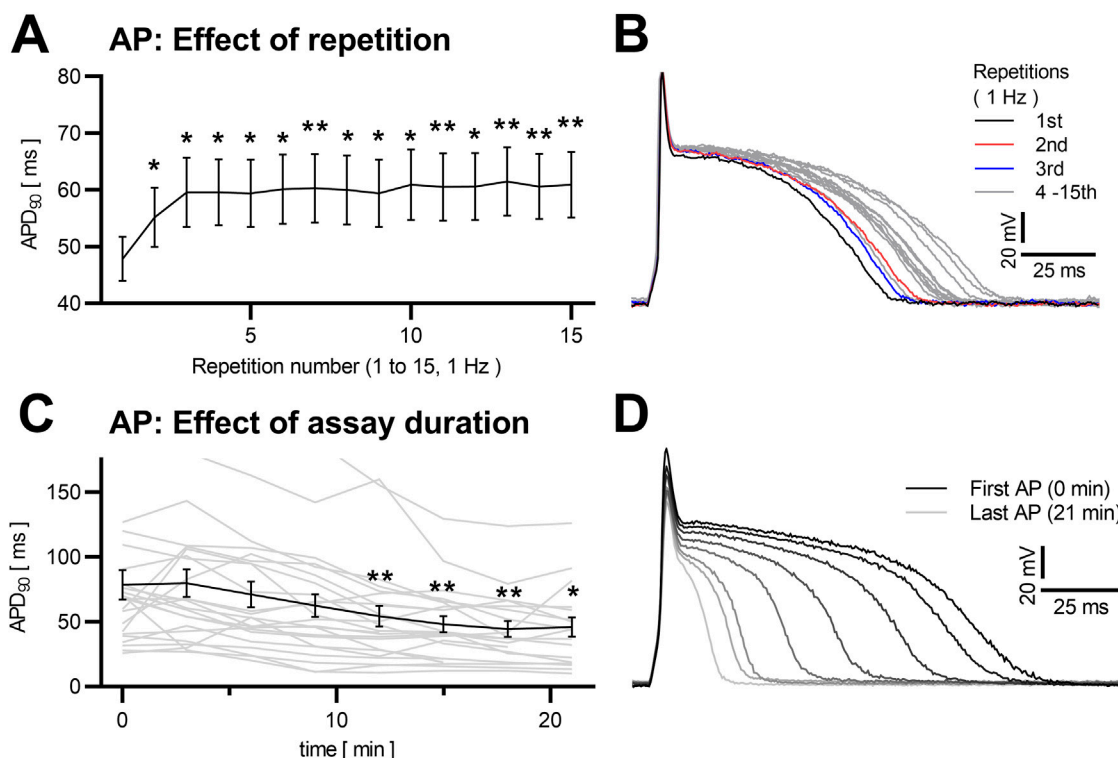 A AP: Effect of repetition
80
70
60
50
40
APD90 [ ms]
* * * * * ** * * * ** * ** ** **
5 10 15
Repetition number (1 to 15, 1 Hz )
B
Repetitions
( 1 Hz )
1st
2nd
3rd
4 -15th
20 mV
25 ms
C AP: Effect of assay duration
150
100
50
0
APD90 [ ms]
** ** ** *
0 10 20
time [ min ]
D
First AP (0 min)
Last AP (21 min)
20 mV
25 ms